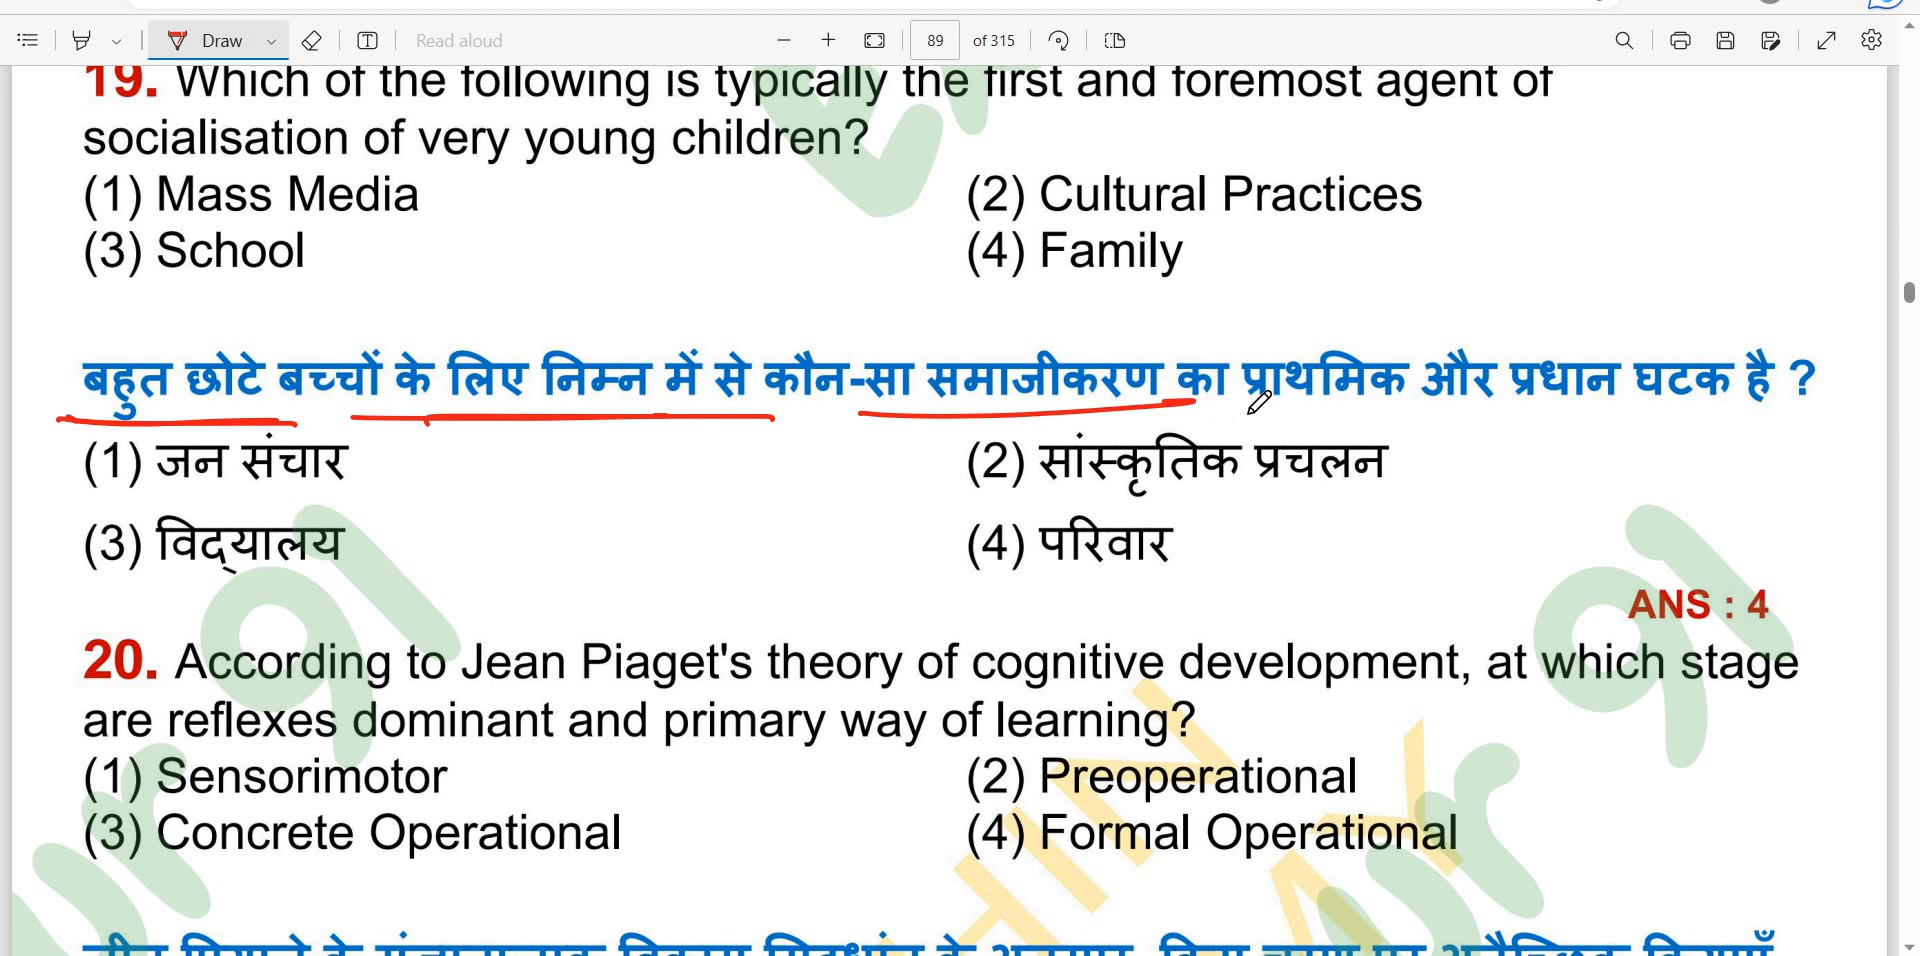 Draw
Read aloud
89 of 315
19. Which of the following is typically the first and foremost agent of
socialisation of very young children?
(1) Mass Media (2) Cultural Practices
(3) School (4) Family
बहुत छोटे बच्चों के लिए निम्न में से कौन-सा समाजीकरण का प्राथमिक और प्रधान घटक है ?
(1) जन संचार (2) सांस्कृतिक प्रचलन
(3) विद्‌यालय (4) परिवार
ANS : 4
20. According to Jean Piaget's theory of cognitive development, at which stage
are reflexes dominant and primary way of learning?
(1) Sensorimotor (2) Preoperational
(3) Concrete Operational (4) Formal Operational